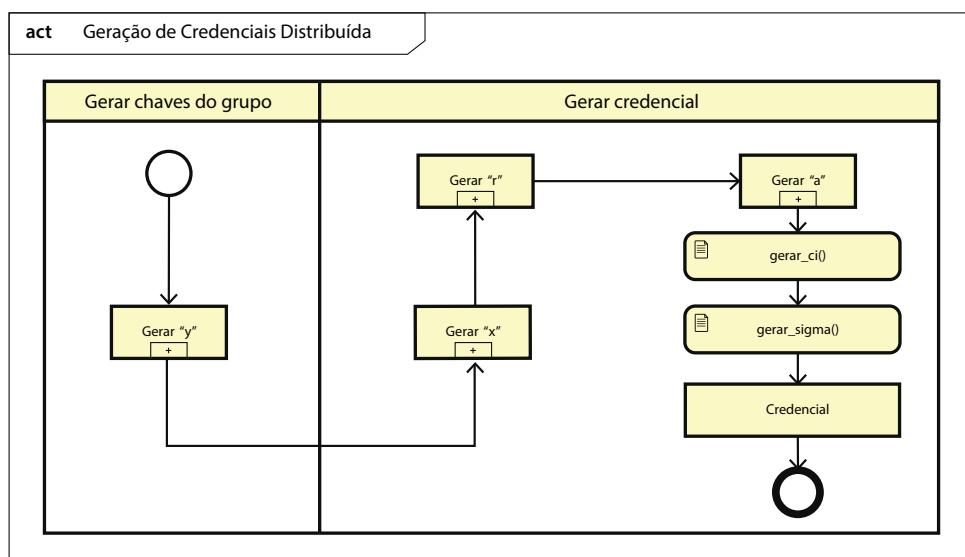 act Geração de Credenciais Distribuída
Gerar chaves do grupo
Gerar credencial
Gerar “r”
+
Gerar “a”
+
gerar_ci()
Gerar “y”
+
Gerar “x”
+
gerar_sigma()
Credencial